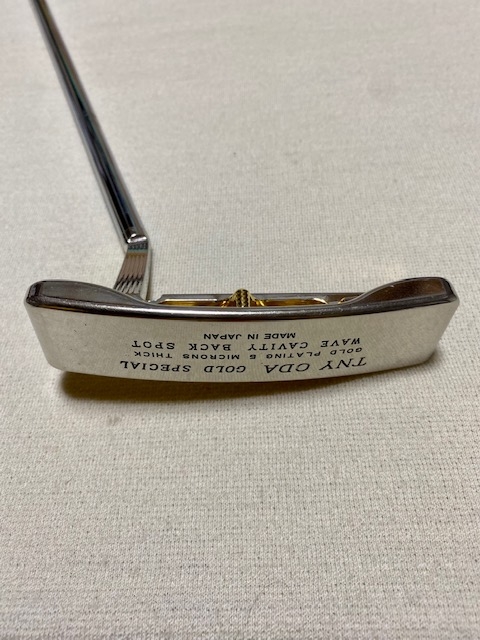 TNY ODA GOLD SPECIAL
GOLD PLATING 5 MICRONS THICK
WAVE CAVITY BACK SPOT
MADE IN JAPAN